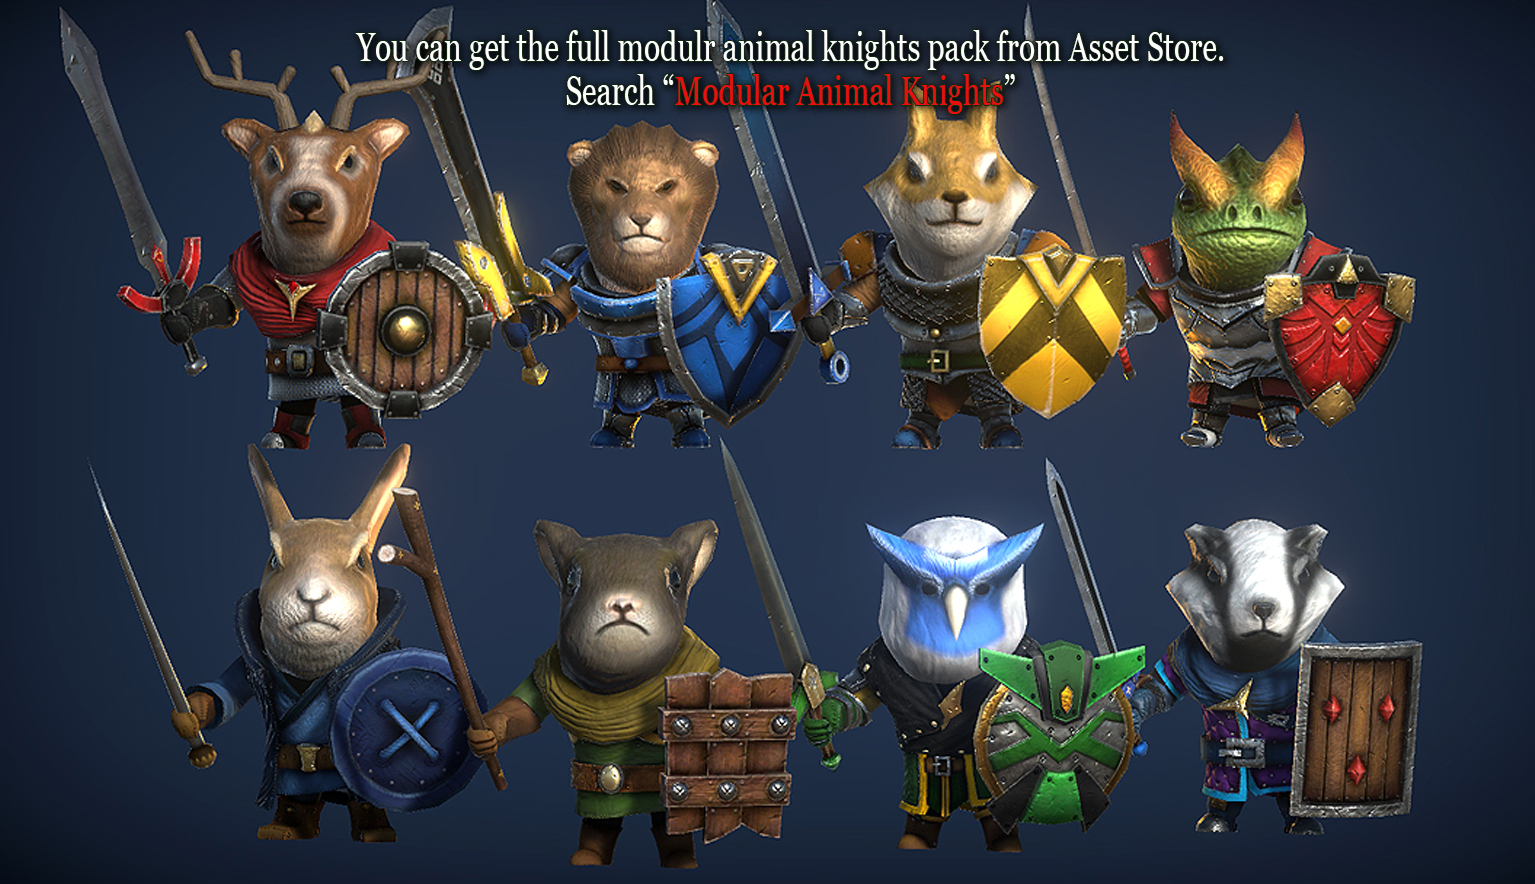 You can get the full modulr animal knights pack from Asset Store.
Search “Modular Animal Knights”